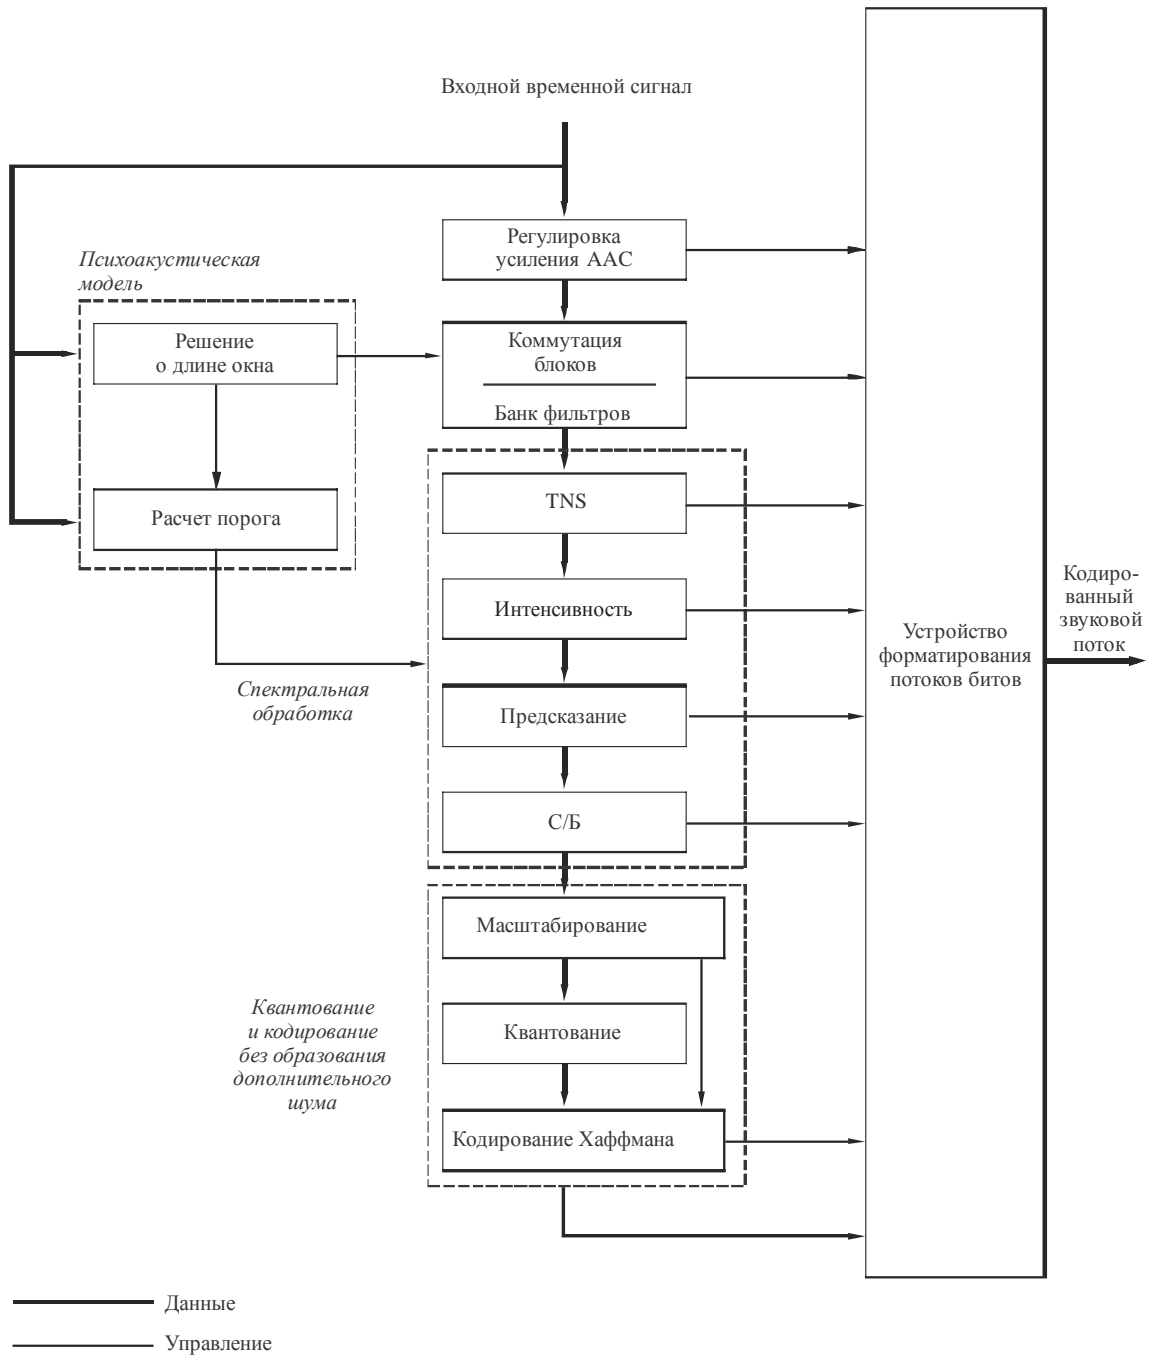 Входной временной сигнал
Регулировка
усиления AAC
Психоакустическая
модель
Решение
о длине окна
Коммутация
блоков
Банк фильтров
TNS
Расчет порога
Интенсивность
Спектральная
обработка
Предсказание
С/Б
Масштабирование
Квантование
и кодирование
без образования
дополнительного
шума
Квантование
Кодирование Хаффмана
Устройство
форматирования
потоков битов
Кодиро-
ванный
звуковой
поток
Данные
Управление